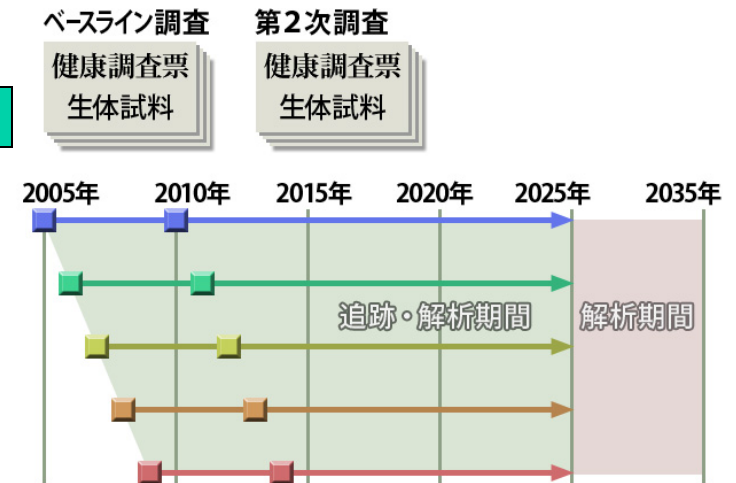 ベースライン調査
第2次調査
健康調査票
生体試料
健康調査票
生体試料
2005年 2010年 2015年 2020年 2025年 2035年
追跡・解析期間
解析期間